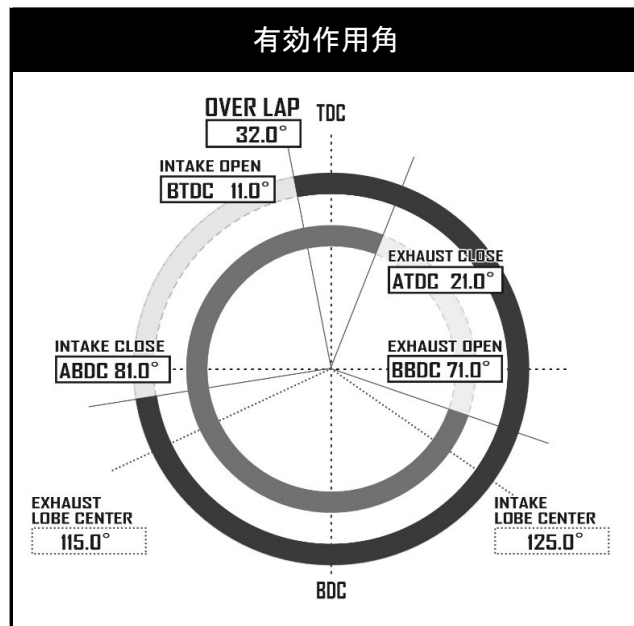 有効作用角
OVER LAP
32.0°
TDC
INTAKE OPEN
BTDC 11.0°
EXHAUST CLOSE
ATDC 21.0°
INTAKE CLOSE
ABDC 81.0°
EXHAUST OPEN
BBDC 71.0°
EXHAUST
LOBE CENTER
115.0°
INTAKE
LOBE CENTER
125.0°
BDC